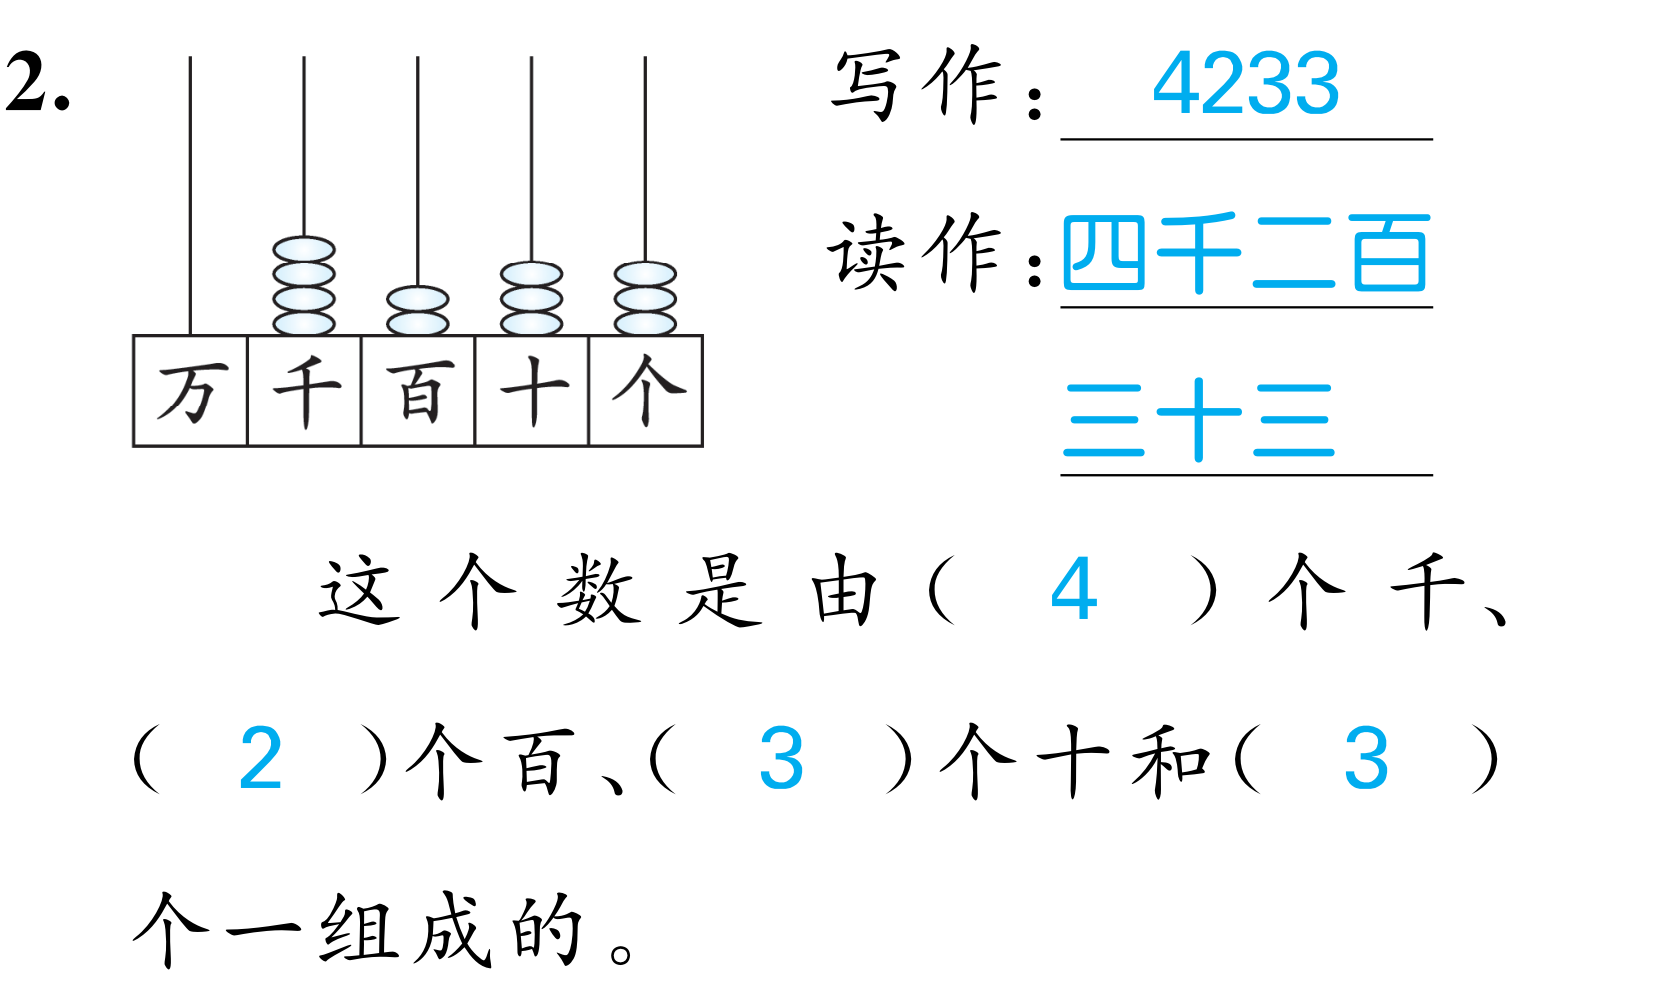 2.
万 千 百 十 个
写作：4233
读作：四千二百
三十三
这个数是由（ 4 ）个千、
（ 2 ）个百、（ 3 ）个十和（ 3 ）
个一组成的。